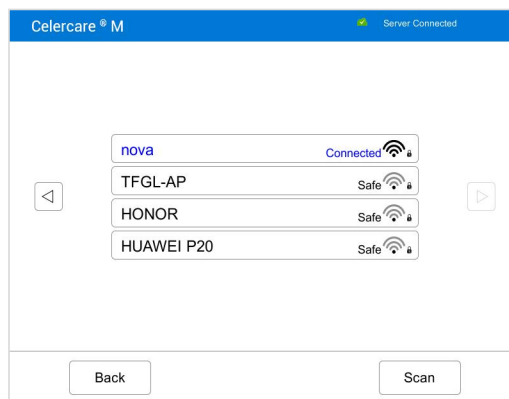 Celercare ® M
Server Connected
nova
Connected
TFGL-AP
Safe
HONOR
Safe
HUAWEI P20
Safe
Back
Scan